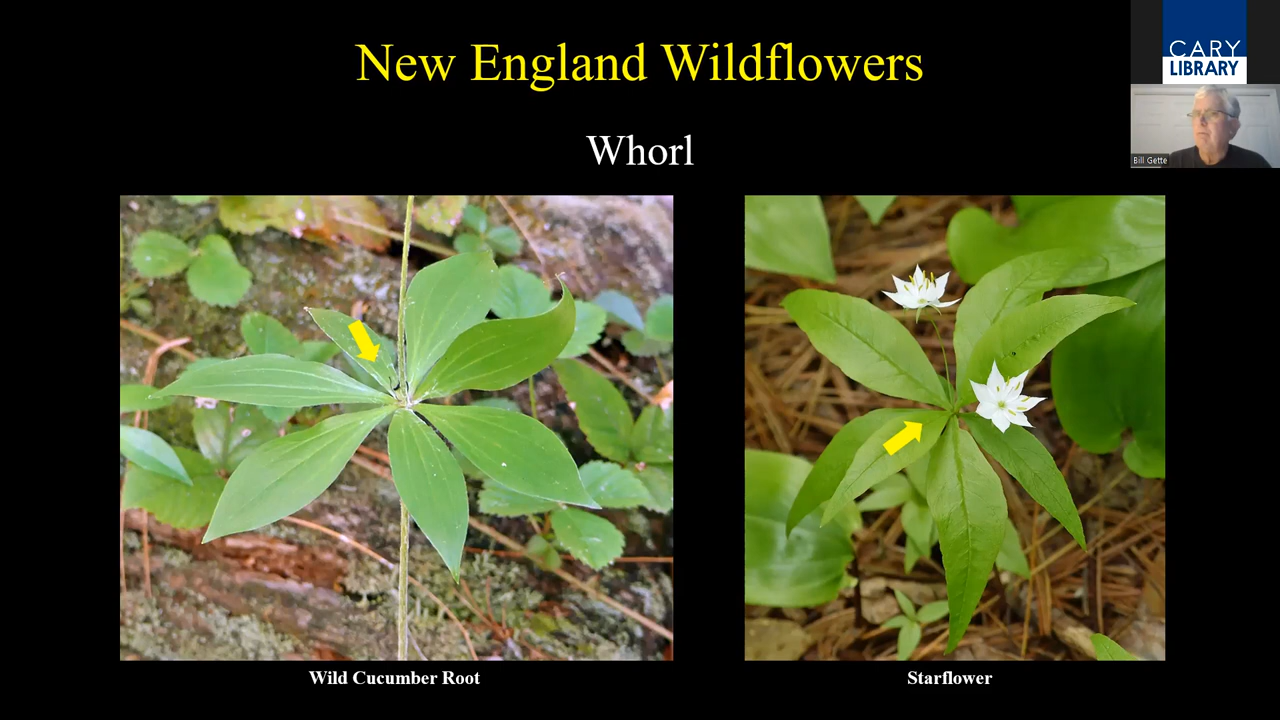 New England Wildflowers
CARY
LIBRARY
Bill Gette
Whorl
Wild Cucumber Root
Starflower